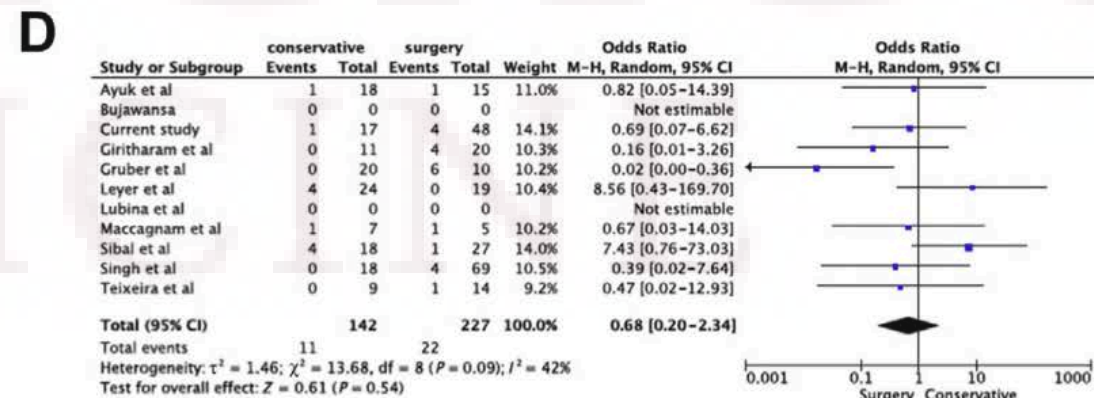 D
conservative surgery Odds Ratio Odds Ratio
Study or Subgroup Events Total Events Total Weight M-H, Random, 95% CI M-H, Random, 95% CI
Ayuk et al 1 18 1 15 11.0% 0.82 [0.05-14.39]
Bujawansa 0 0 0 0 Not estimable
Current study 1 17 4 48 14.1% 0.69 [0.07-6.62]
Giritharam et al 0 11 4 20 10.3% 0.16 [0.01-3.26]
Gruber et al 0 20 6 10 10.2% 0.02 [0.00-0.36]
Leyer et al 4 24 0 19 10.4% 8.56 [0.43-169.70]
Lubina et al 0 0 0 0 Not estimable
Maccagnam et al 1 7 1 5 10.2% 0.67 [0.03-14.03]
Sibal et al 4 18 1 27 14.0% 7.43 [0.76-73.03]
Singh et al 0 18 4 69 10.5% 0.39 [0.02-7.64]
Teixeira et al 0 9 1 14 9.2% 0.47 [0.02-12.93]
Total (95% CI) 142 227 100.0% 0.68 [0.20-2.34]
Total events 11 22
Heterogeneity: τ² = 1.46; χ² = 13.68, df = 8 (P = 0.09); I² = 42%
Test for overall effect: Z = 0.61 (P = 0.54)
0.001 0.1 1 10 1000
Surgery Conservative